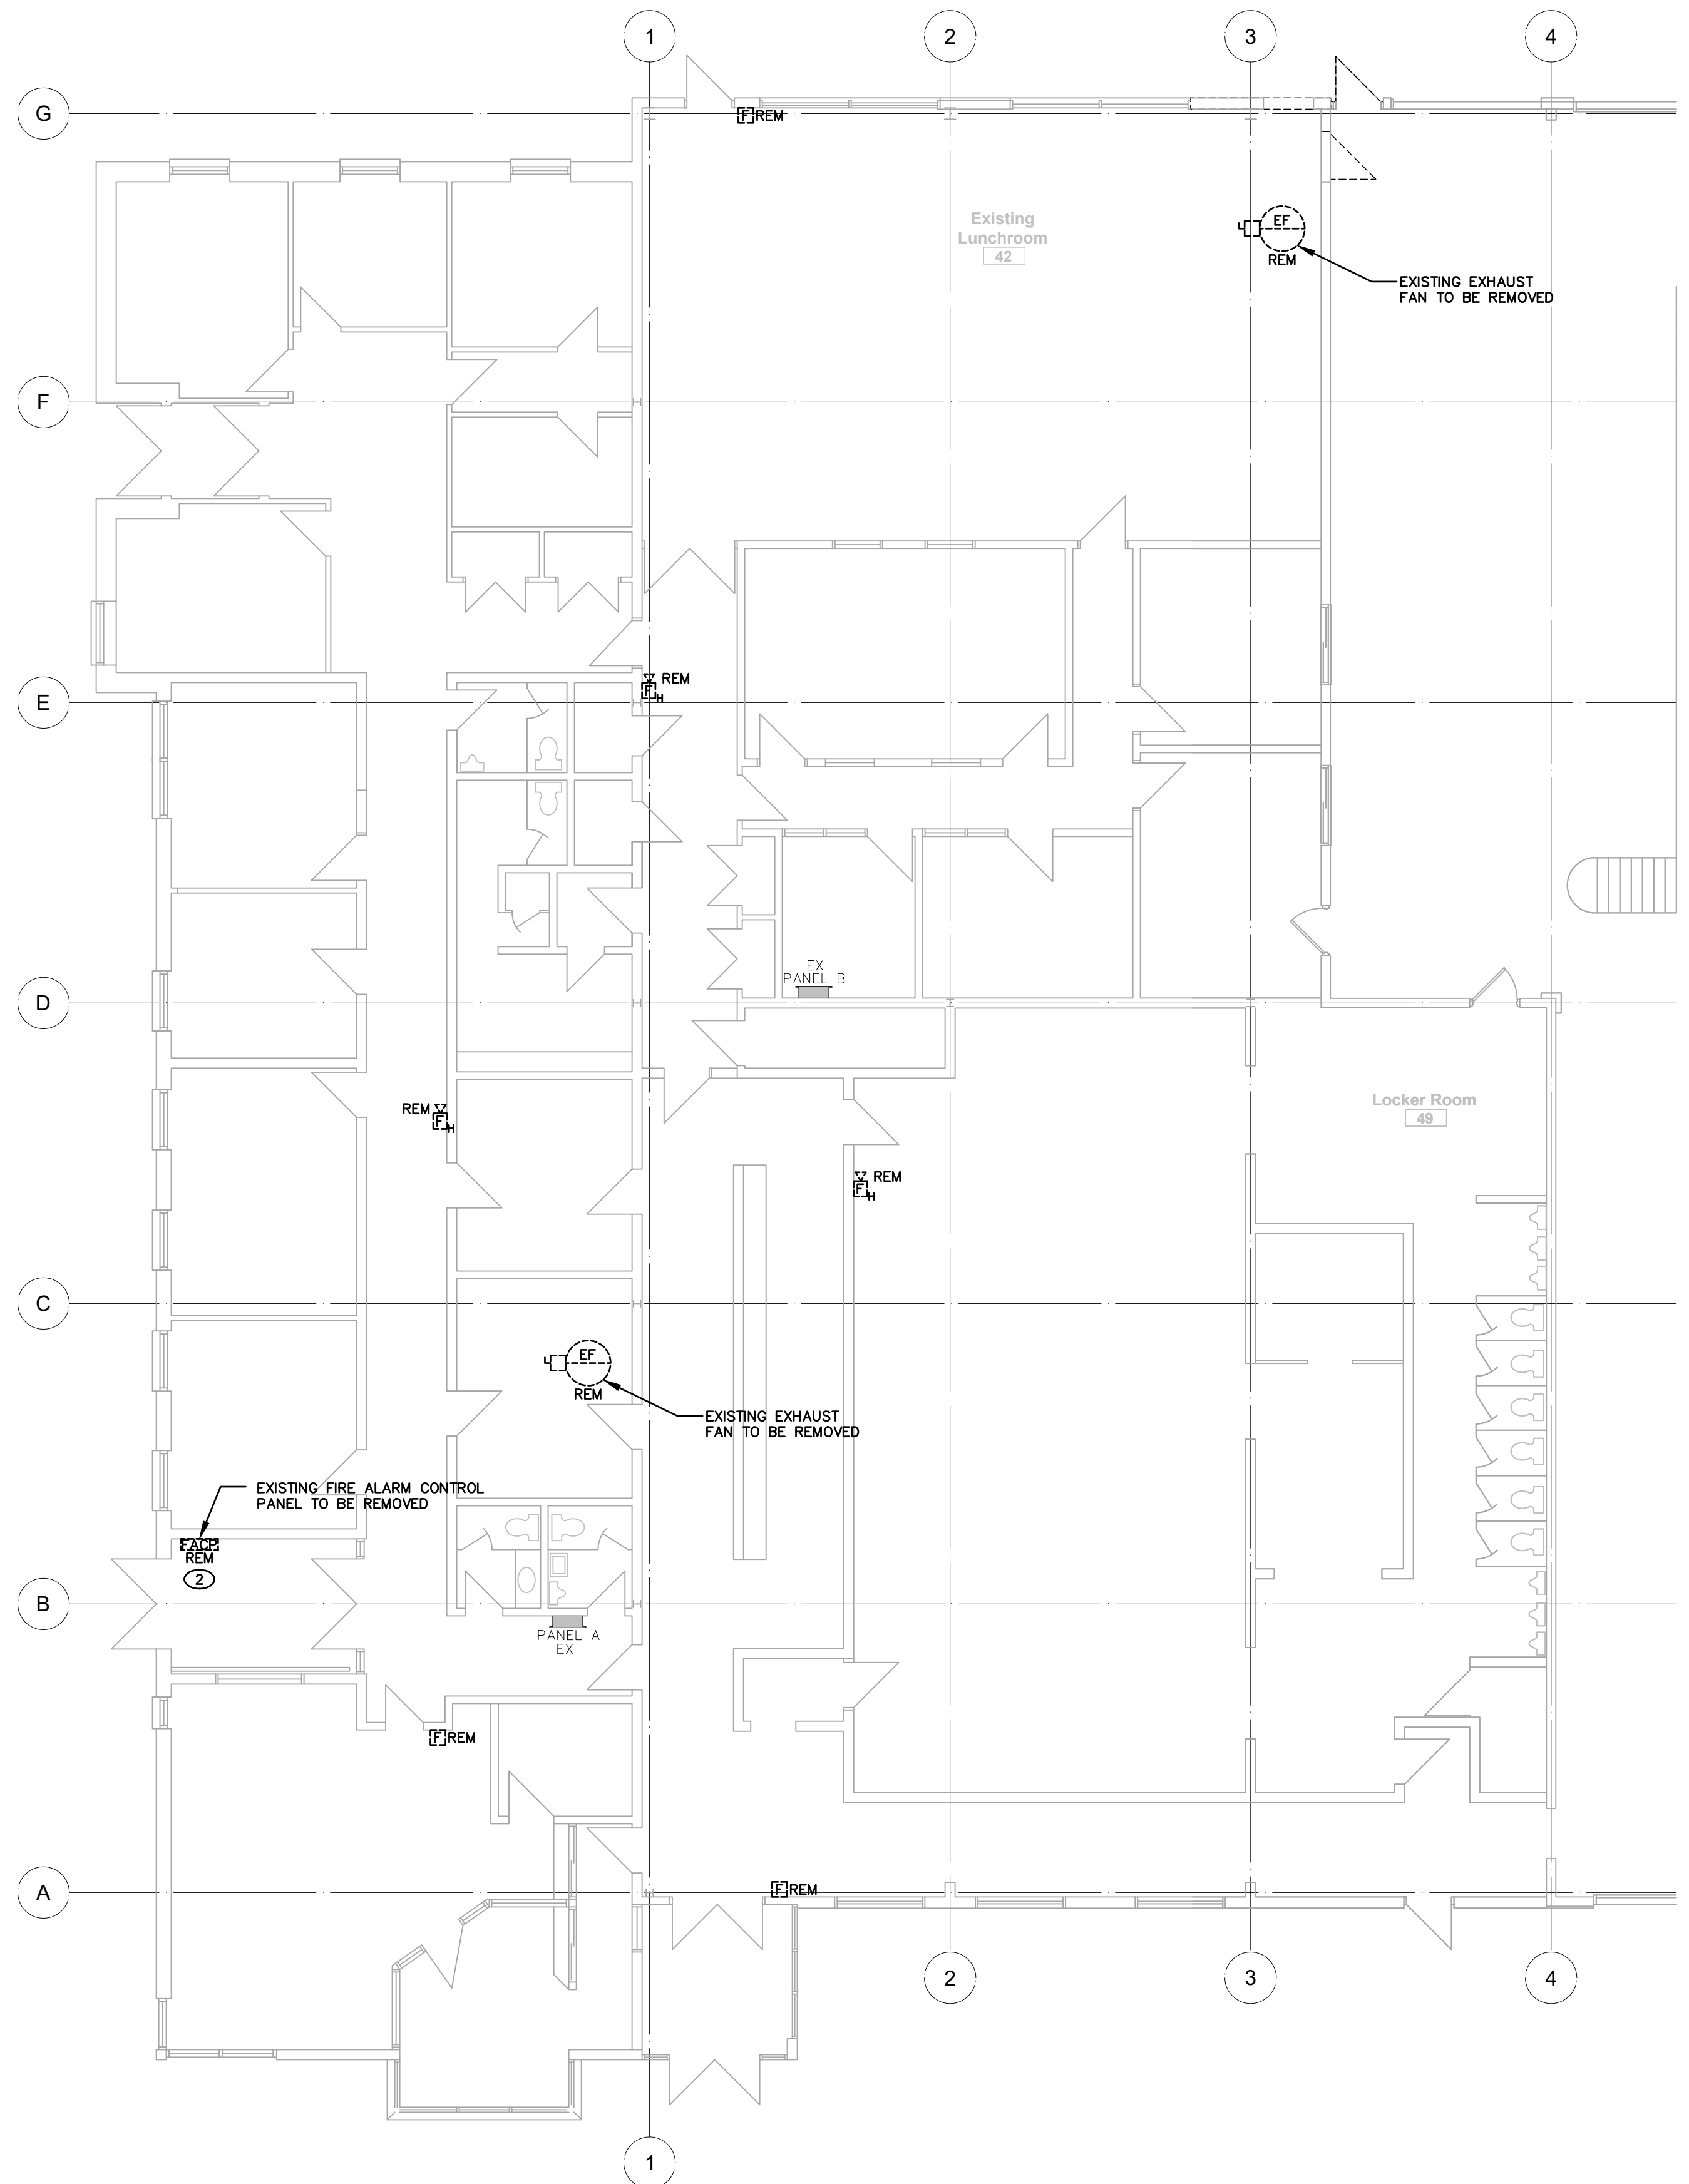 1
2
3
4
G
F REM
Existing
Lunchroom
42
EF
REM
EXISTING EXHAUST
FAN TO BE REMOVED
F
REM
F
H
E
EX
PANEL B
D
Locker Room
49
REM
F
H
REM
F
H
C
EF
REM
EXISTING EXHAUST
FAN TO BE REMOVED
EXISTING FIRE ALARM CONTROL
PANEL TO BE REMOVED
FACP
REM
2
B
PANEL A
EX
F REM
F REM
A
2
3
4
1